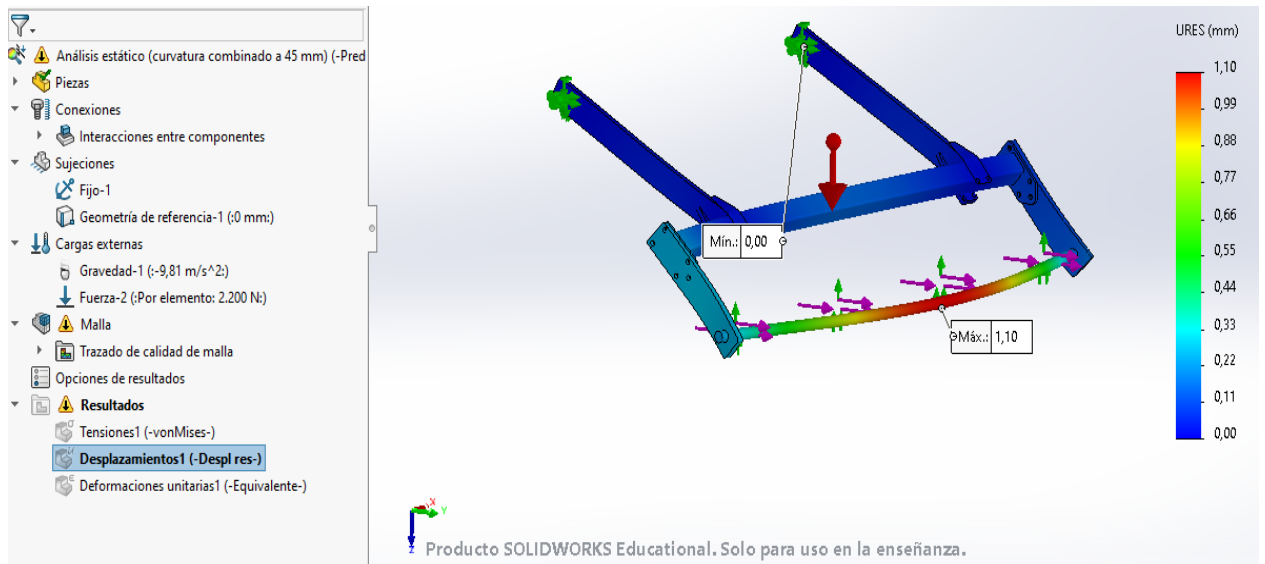 Análisis estático (curvatura combinado a 45 mm) (-Pred
Piezas
Conexiones
Interacciones entre componentes
Sujeciones
Fijo-1
Geometría de referencia-1 (:0 mm:)
Cargas externas
Gravedad-1 (:-9,81 m/s^2:)
Fuerza-2 (:Por elemento: 2.200 N:)
Malla
Trazado de calidad de malla
Opciones de resultados
Resultados
Tensiones1 (-vonMises-)
Desplazamientos1 (-Despl res-)
Deformaciones unitarias1 (-Equivalente-)
Mín.: 0,00
Máx.: 1,10
URES (mm)
1,10
0,99
0,88
0,77
0,66
0,55
0,44
0,33
0,22
0,11
0,00
X
Y
Z
Producto SOLIDWORKS Educational. Solo para uso en la enseñanza.